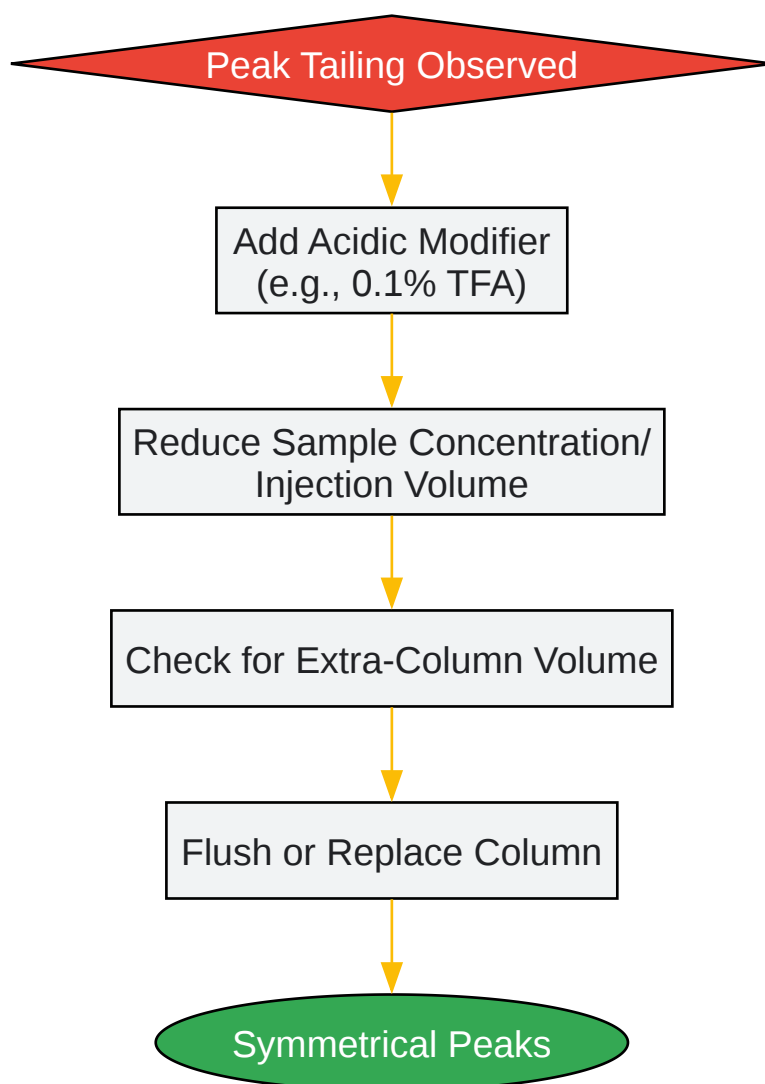 Peak Tailing Observed
Add Acidic Modifier
(e.g., 0.1% TFA)
Reduce Sample Concentration/
Injection Volume
Check for Extra-Column Volume
Flush or Replace Column
Symmetrical Peaks